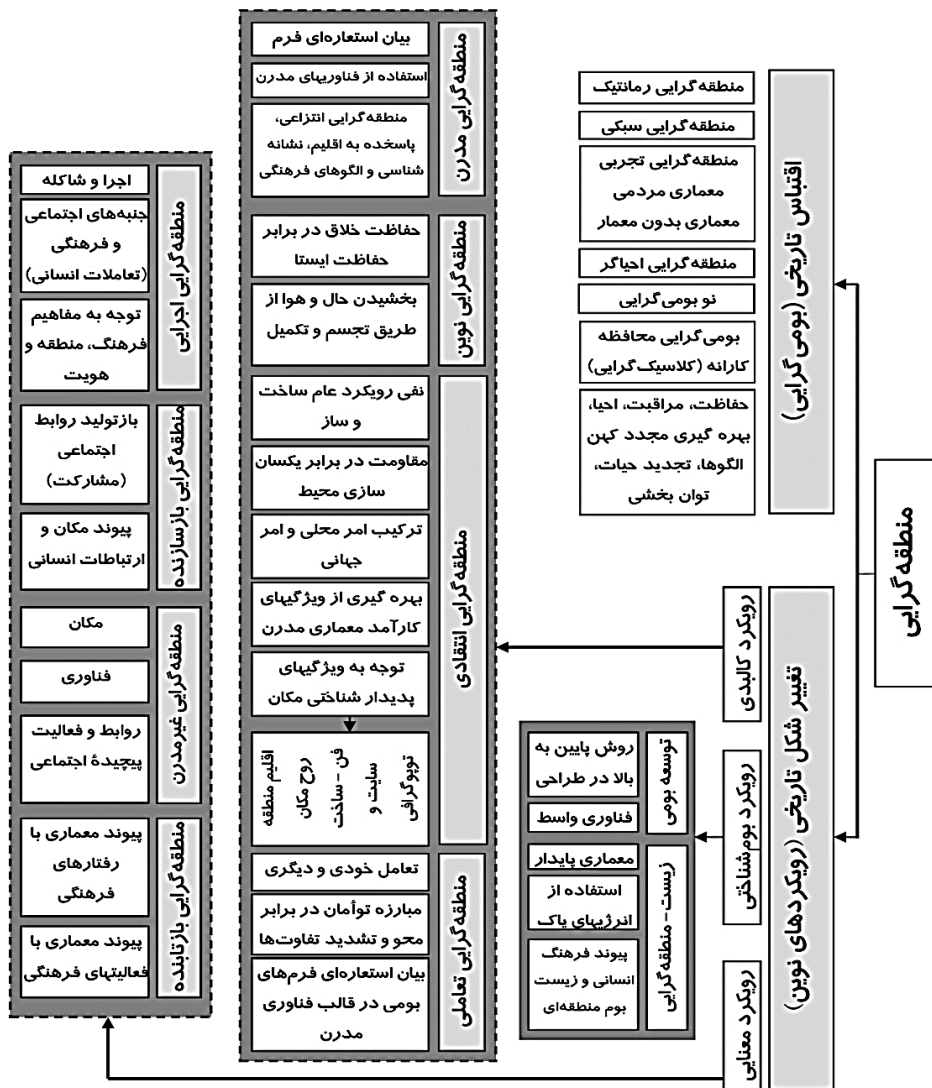 منطقه‌گرایی
اقتباس تاریخی (بومی‌گرایی)
منطقه‌گرایی رمانتیک
منطقه‌گرایی سبکی
منطقه‌گرایی تجربی
معماری مردمی
معماری بدون معمار
منطقه‌گرایی احیاگر
نو بومی‌گرایی
بومی‌گرایی محافظه
کارانه (کلاسیک‌گرایی)
حفاظت، مراقبت، احیا،
بهره گیری مجدد کهن
الگوها، تجدید حیات،
توان بخشی
تغییر شکل تاریخی (رویکردهای نوین)
رویکرد کالبدی
منطقه‌گرایی مدرن
بیان استعاره‌ای فرم
استفاده از فناوریهای مدرن
منطقه‌گرایی انتزاعی،
پاسخده به اقلیم، نشانه
شناسی و الگوهای فرهنگی
منطقه‌گرایی نوین
حفاظت خلاق در برابر
حفاظت ایستا
بخشیدن حال و هوا از
طریق تجسم و تکمیل
منطقه‌گرایی انتقادی
نفی رویکرد عام ساخت
و ساز
مقاومت در برابر یکسان
سازی محیط
ترکیب امر محلی و امر
جهانی
بهره گیری از ویژگیهای
کارآمد معماری مدرن
توجه به ویژگیهای
پدیدار شناختی مکان
توپوگرافی
سایت و
فن - ساخت
روح مکان
اقلیم منطقه
منطقه‌گرایی تعاملی
تعامل خودی و دیگری
مبارزه توأمان در برابر
محو و تشدید تفاوت‌ها
بیان استعاره‌ای فرم‌های
بومی در قالب فناوری
مدرن
رویکرد بوم شناختی
توسعه بومی
روش پایین به
بالا در طراحی
فناوری واسط
زیست - منطقه‌گرایی
معماری پایدار
استفاده از
انرژیهای پاک
پیوند فرهنگ
انسانی و زیست
بوم منطقه‌ای
رویکرد معنایی
منطقه‌گرایی اجرایی
اجرا و شاکله
جنبه‌های اجتماعی
و فرهنگی
(تعاملات انسانی)
توجه به مفاهیم
فرهنگ، منطقه و
هویت
منطقه‌گرایی بازسازنده
بازتولید روابط
اجتماعی
(مشارکت)
پیوند مکان و
ارتباطات انسانی
منطقه‌گرایی غیرمدرن
مکان
فناوری
روابط و فعالیت
پیچیدهٔ اجتماعی
منطقه‌گرایی بازتابنده
پیوند معماری با
رفتارهای
فرهنگی
پیوند معماری با
فعالیتهای فرهنگی